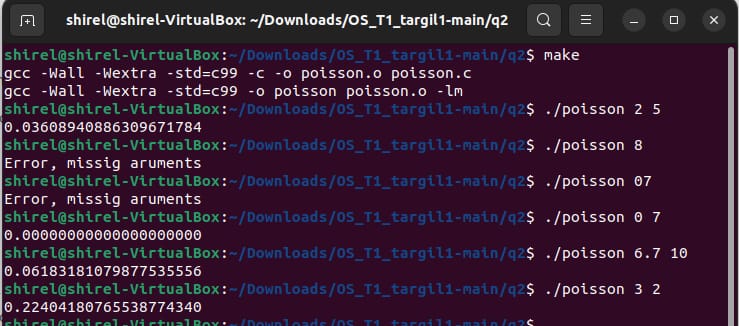 shirel@shirel-VirtualBox: ~/Downloads/OS_T1_targil1-main/q2
shirel@shirel-VirtualBox:~/Downloads/OS_T1_targil1-main/q2$ make
gcc -Wall -Wextra -std=c99 -c -o poisson.o poisson.c
gcc -Wall -Wextra -std=c99 -o poisson poisson.o -lm
shirel@shirel-VirtualBox:~/Downloads/OS_T1_targil1-main/q2$ ./poisson 2 5
0.03608940886309671784
shirel@shirel-VirtualBox:~/Downloads/OS_T1_targil1-main/q2$ ./poisson 8
Error, missig aruments
shirel@shirel-VirtualBox:~/Downloads/OS_T1_targil1-main/q2$ ./poisson 07
Error, missig aruments
shirel@shirel-VirtualBox:~/Downloads/OS_T1_targil1-main/q2$ ./poisson 0 7
0.00000000000000000000
shirel@shirel-VirtualBox:~/Downloads/OS_T1_targil1-main/q2$ ./poisson 6.7 10
0.06183181079877535556
shirel@shirel-VirtualBox:~/Downloads/OS_T1_targil1-main/q2$ ./poisson 3 2
0.22404180765538774340
shirel@shirel-VirtualBox:~/Downloads/OS_T1_targil1-main/q2$